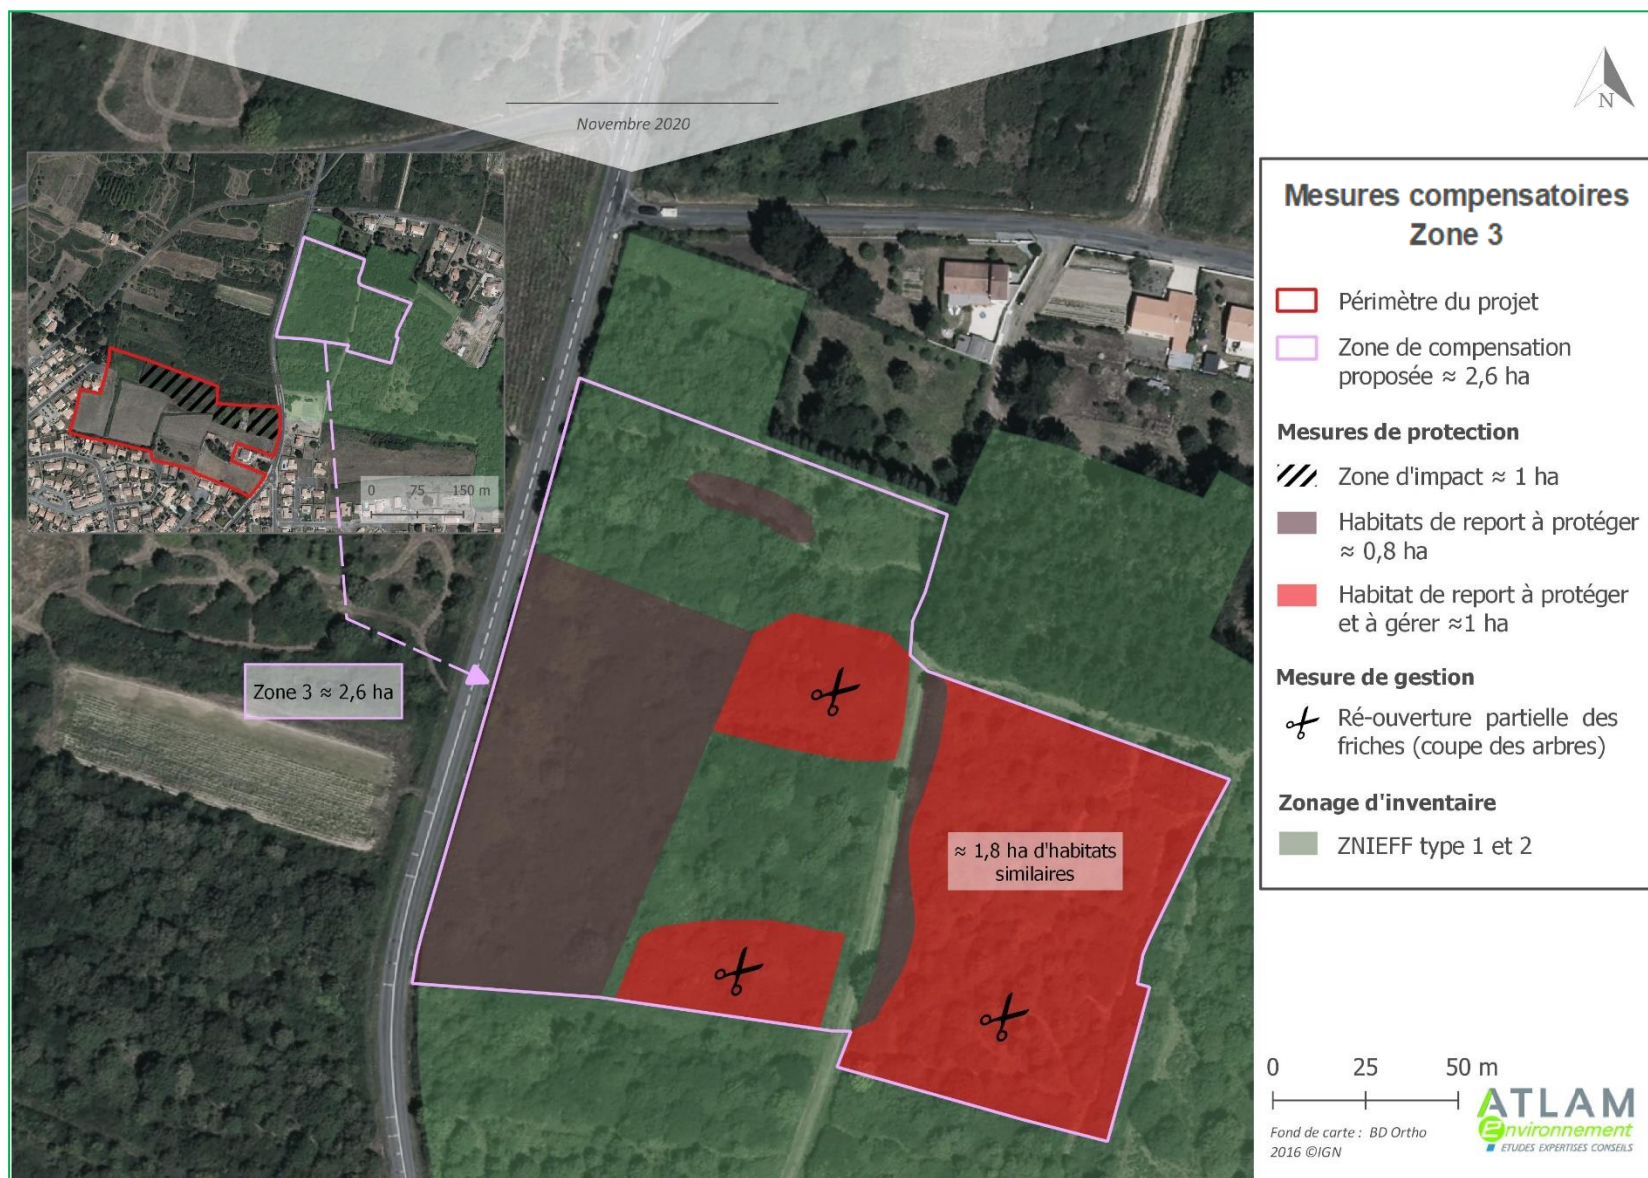 Novembre 2020
0 75 150 m
Zone 3 ≈ 2,6 ha
≈ 1,8 ha d'habitats
similaires
N
Mesures compensatoires
Zone 3
Périmètre du projet
Zone de compensation
proposée ≈ 2,6 ha
Mesures de protection
Zone d'impact ≈ 1 ha
Habitats de report à protéger
≈ 0,8 ha
Habitat de report à protéger
et à gérer ≈1 ha
Mesure de gestion
Ré-ouverture partielle des
friches (coupe des arbres)
Zonage d'inventaire
ZNIEFF type 1 et 2
0 25 50 m
Fond de carte : BD Ortho
2016 ©IGN
ATLAM
environnement
ETUDES EXPERTISES CONSEILS